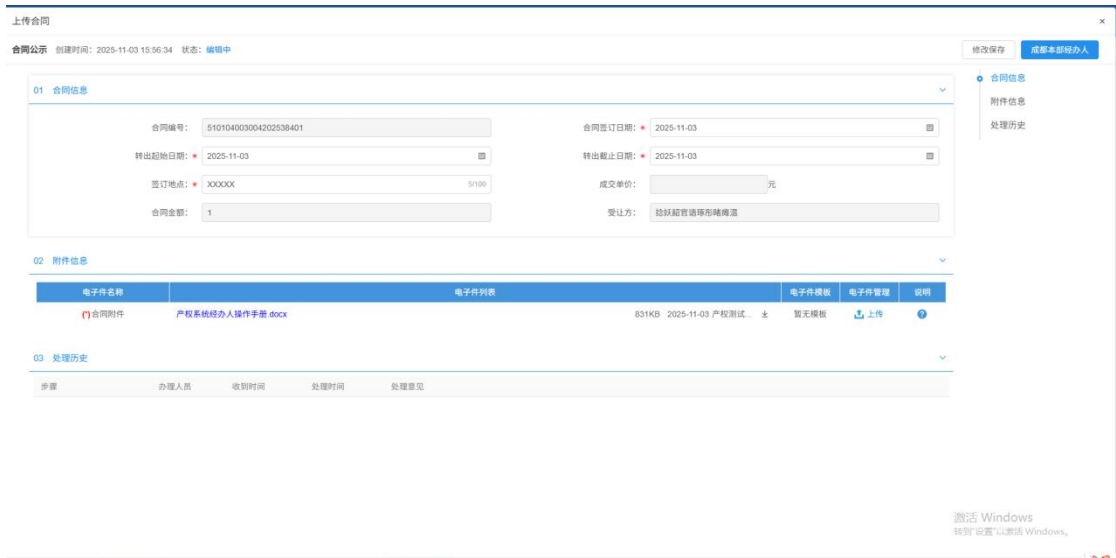 上传合同 ×
合同公示 创建时间：2025-11-03 15:56:34 状态：编辑中 修改保存 成都本部经办人
01 合同信息
合同信息
附件信息
处理历史
合同编号： 510104003004202538401 合同签订日期：* 2025-11-03
转出起始日期：* 2025-11-03 转出截止日期：* 2025-11-03
签订地点：* XXXXX 5/100 成交单价： 元
合同金额： 1 受让方：
02 附件信息
电子件名称 电子件列表 电子件模板 电子件管理 说明
(*)合同附件 产权系统经办人操作手册.docx 831KB 2025-11-03 产权测试... 暂无模板 上传 ?
03 处理历史
步骤 办理人员 收到时间 处理时间 处理意见
激活 Windows
转到"设置"以激活 Windows。